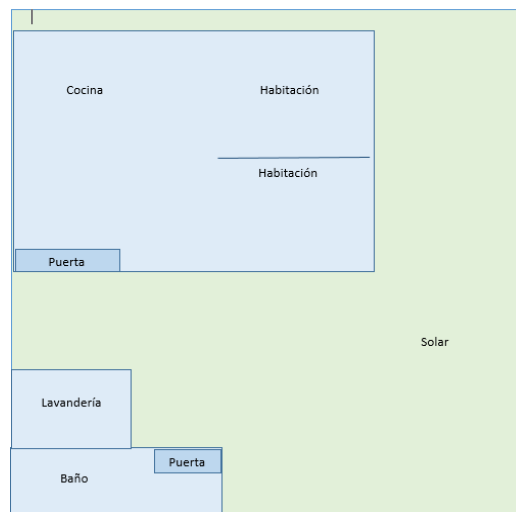 Cocina
Habitación
Habitación
Puerta
Solar
Lavandería
Puerta
Baño